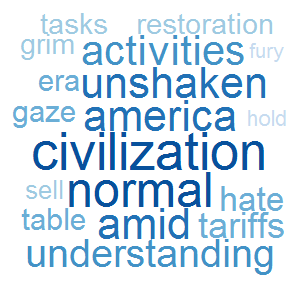 tasks restoration
grim activities fury
era unshaken
gaze america hold
civilization
sell normal hate
table amid tariffs
understanding